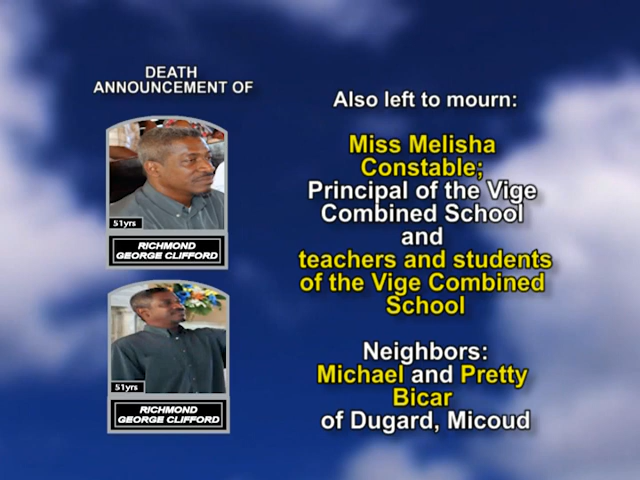 DEATH
ANNOUNCEMENT OF
51yrs
RICHMOND
GEORGE CLIFFORD
51yrs
RICHMOND
GEORGE CLIFFORD
Also left to mourn:
Miss Melisha
Constable;
Principal of the Vige
Combined School
and
teachers and students
of the Vige Combined
School
Neighbors:
Michael and Pretty
Bicar
of Dugard, Micoud